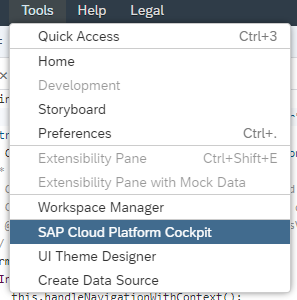 Tools Help Legal
Quick Access Ctrl+3
Home
Development
Storyboard
Preferences Ctrl+.
Extensibility Pane Ctrl+Shift+E
Extensibility Pane with Mock Data
Workspace Manager
SAP Cloud Platform Cockpit
UI Theme Designer
Create Data Source
this.handleNavigationWithContext();